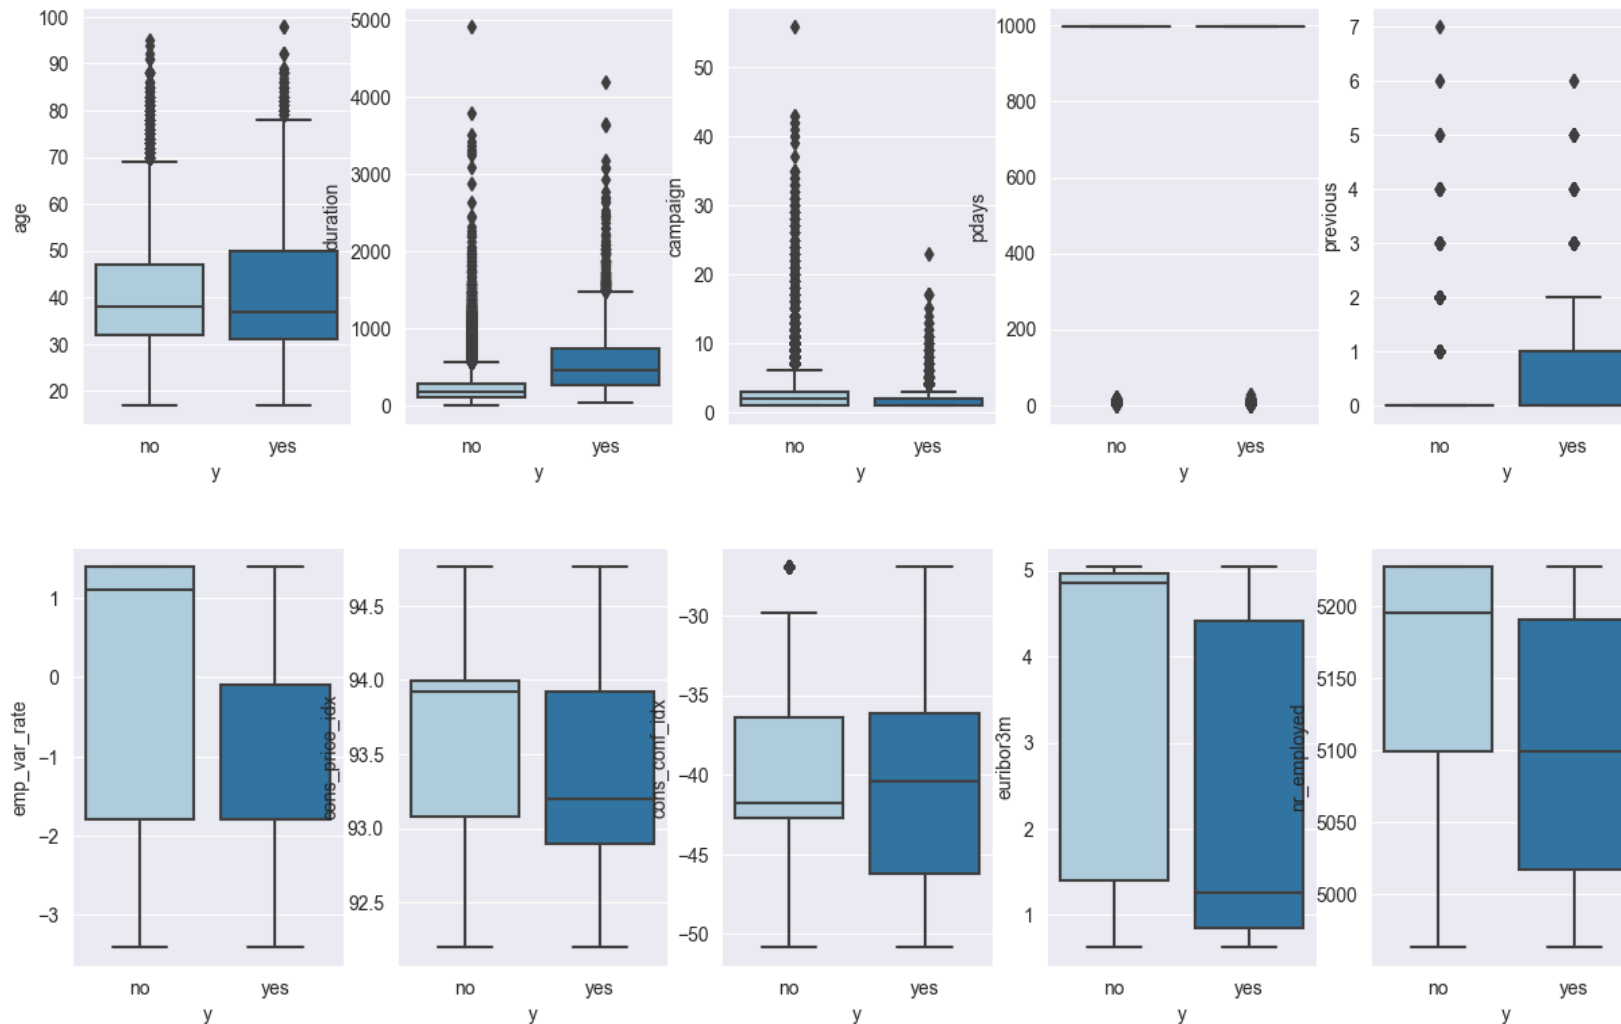 age
100
90
80
70
60
50
40
30
20
no
yes
y
duration
5000
4000
3000
2000
1000
0
no
yes
y
campaign
50
40
30
20
10
0
no
yes
y
pdays
1000
800
600
400
200
0
no
yes
y
previous
7
6
5
4
3
2
1
0
no
yes
y
emp_var_rate
1
0
−1
−2
−3
no
yes
y
cons_price_idx
94.5
94.0
93.5
93.0
92.5
no
yes
y
cons_conf_idx
−30
−35
−40
−45
−50
no
yes
y
euribor3m
5
4
3
2
1
no
yes
y
nr_employed
5200
5150
5100
5050
5000
no
yes
y